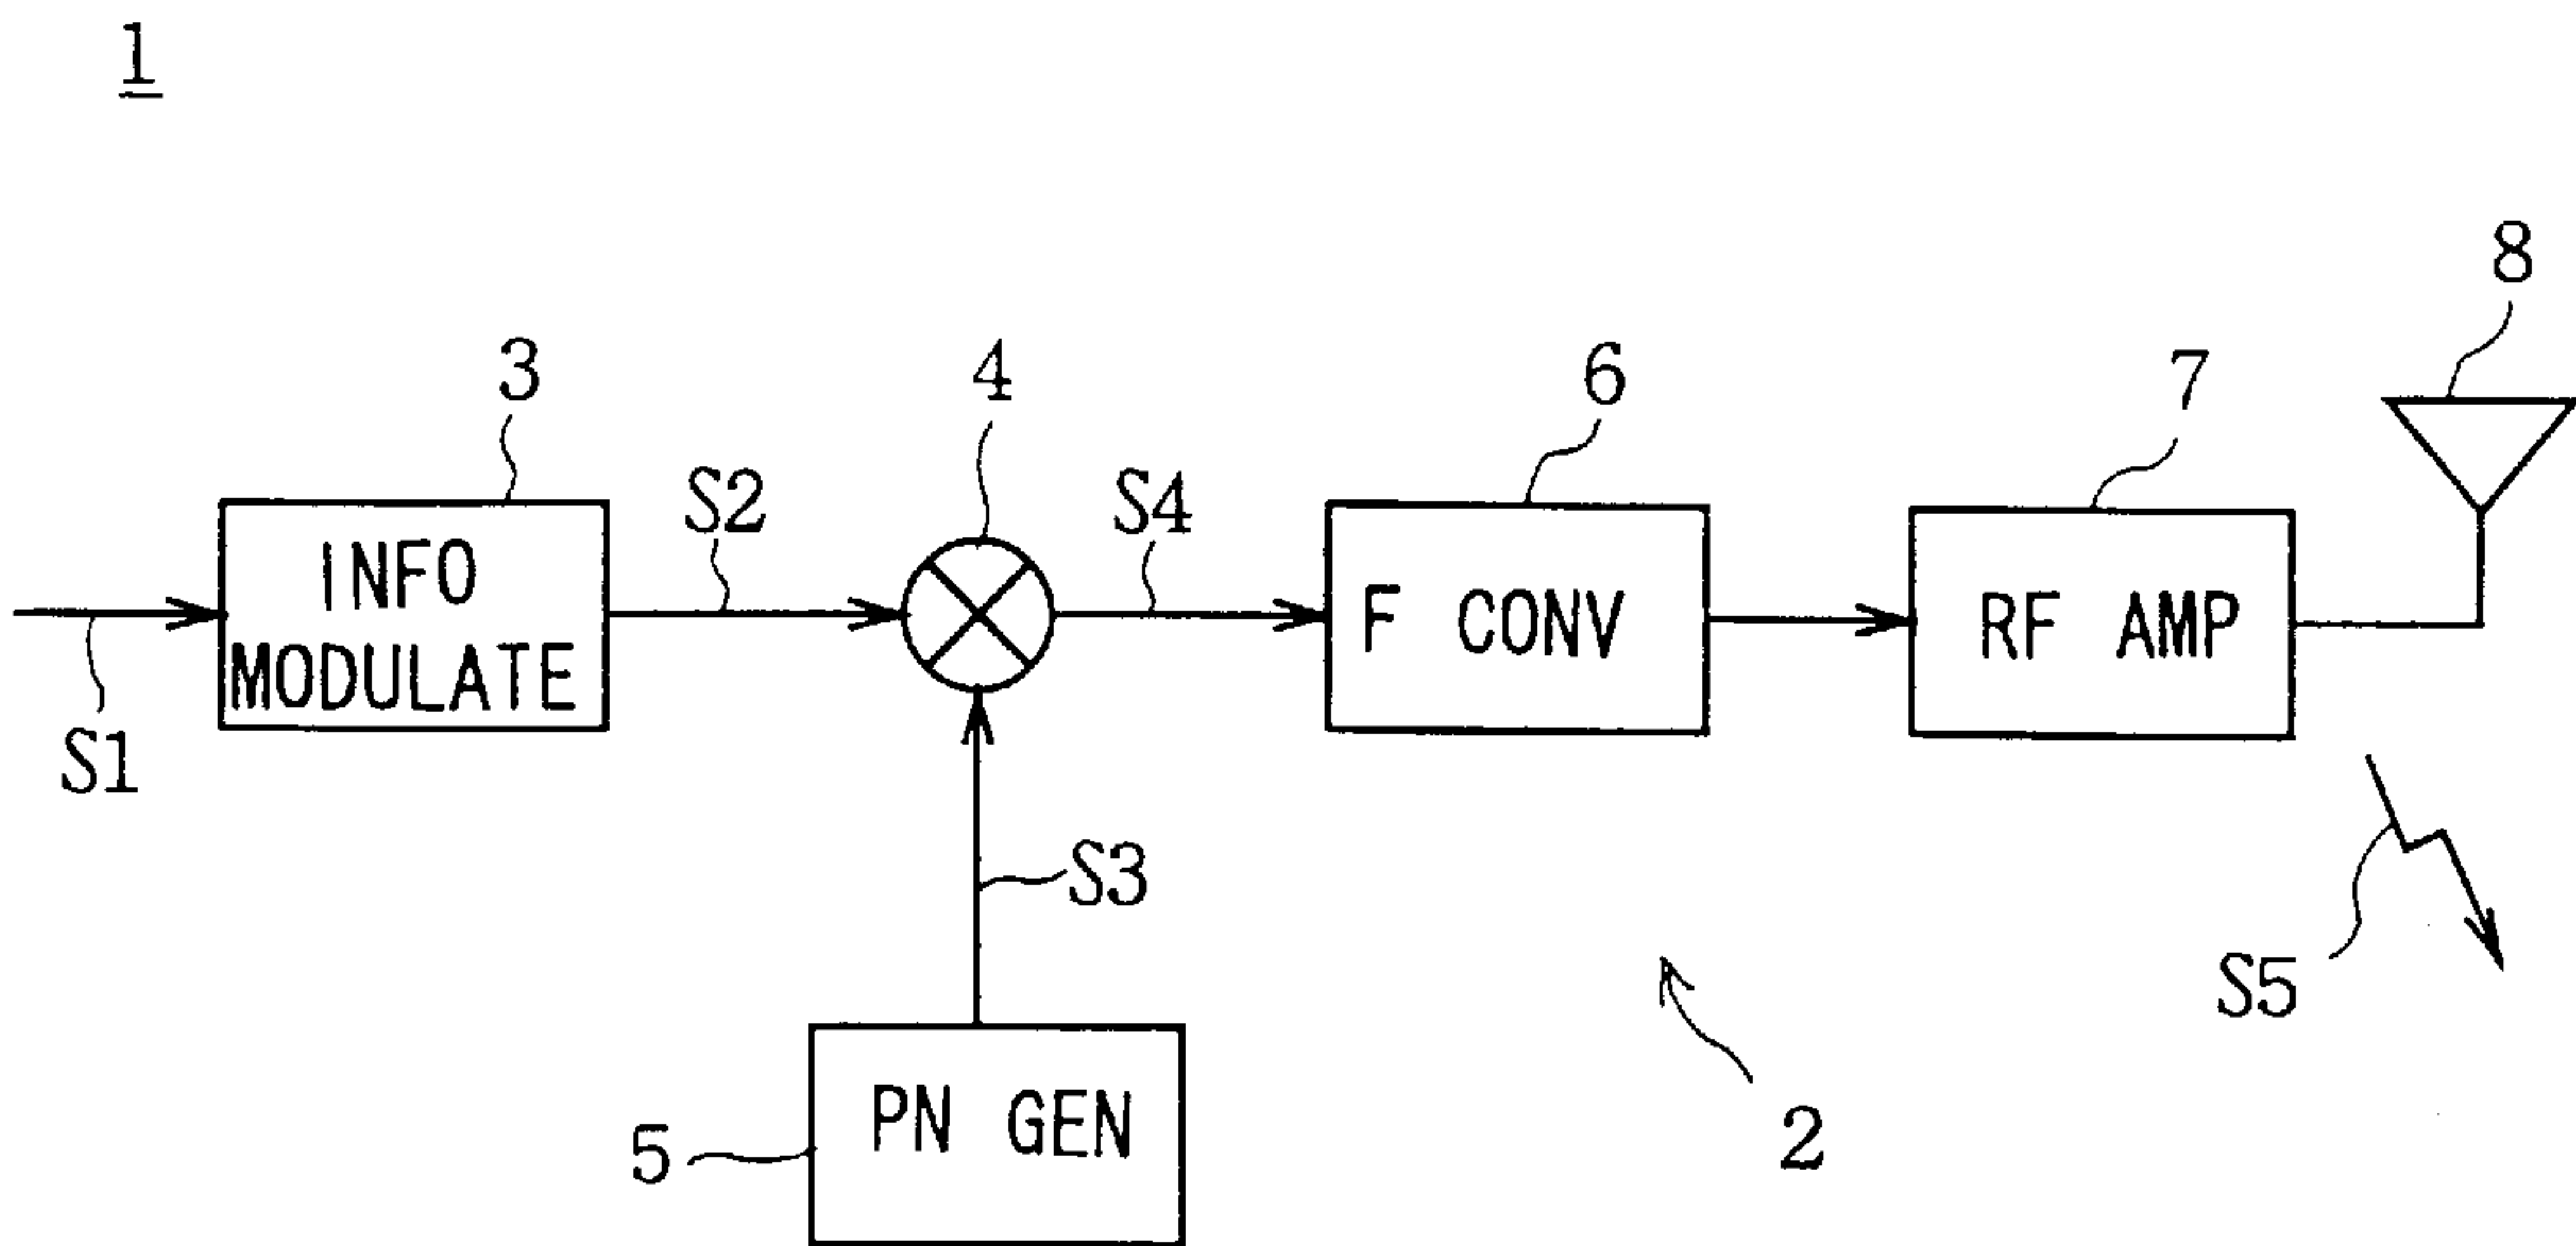 1
8
3
4
6
7
S2
S4
INFO
MODULATE
F CONV
RF AMP
S1
S3
S5
PN GEN
5
2